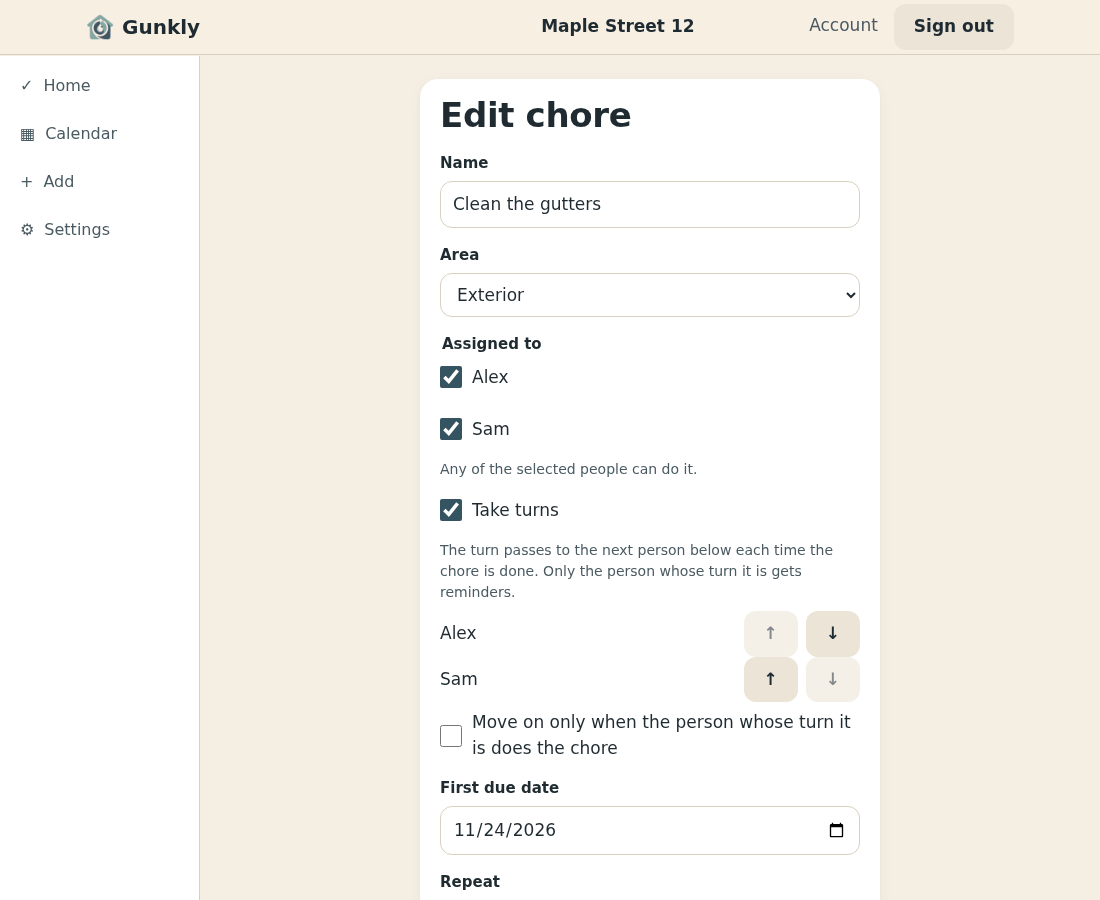 Gunkly
Maple Street 12
Account
Sign out
✓ Home
▦ Calendar
+ Add
⚙ Settings
Edit chore
Name
Clean the gutters
Area
Exterior
Assigned to
Alex
Sam
Any of the selected people can do it.
Take turns
The turn passes to the next person below each time the
chore is done. Only the person whose turn it is gets
reminders.
Alex ↑ ↓
Sam ↑ ↓
Move on only when the person whose turn it
is does the chore
First due date
11/24/2026
Repeat